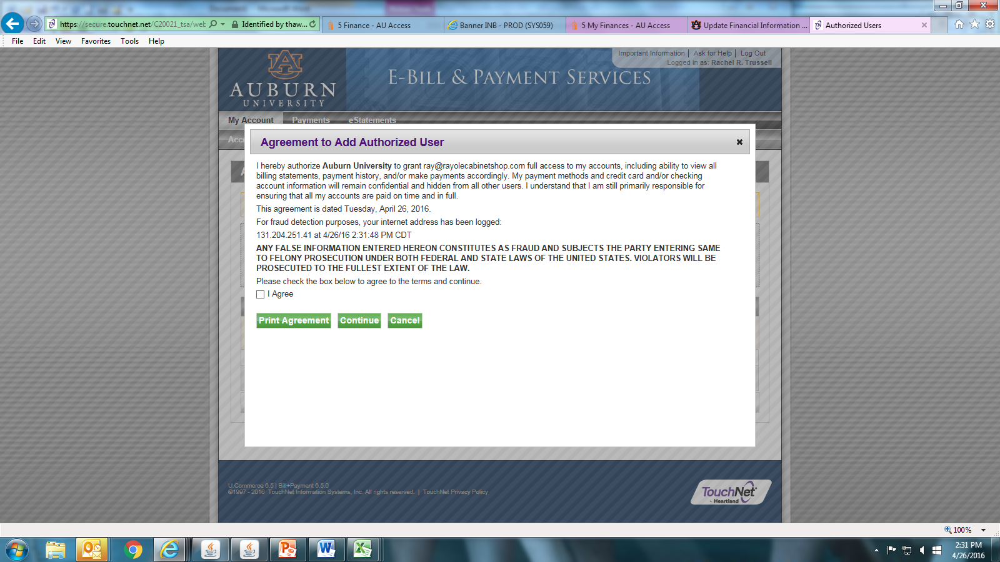 https://secure.touchnet.net/C20021_tsa/web
Identified by thaw...
5 Finance - AU Access
Banner INB - PROD (SYS059)
5 My Finances - AU Access
Update Financial Information ...
Authorized Users
File Edit View Favorites Tools Help
Important Information | Ask for Help | Log Out
Logged in as: Rachel R. Trussell
AUBURN
UNIVERSITY
E-BILL & PAYMENT SERVICES
My Account Payments eStatements
Agreement to Add Authorized User
I hereby authorize Auburn University to grant ray@rayolecabinetshop.com full access to my accounts, including ability to view all
billing statements, payment history, and/or make payments accordingly. My payment methods and credit card and/or checking
account information will remain confidential and hidden from all other users. I understand that I am still primarily responsible for
ensuring that all my accounts are paid on time and in full.
This agreement is dated Tuesday, April 26, 2016.
For fraud detection purposes, your internet address has been logged:
131.204.251.41 at 4/26/16 2:31:48 PM CDT
ANY FALSE INFORMATION ENTERED HEREON CONSTITUTES AS FRAUD AND SUBJECTS THE PARTY ENTERING SAME
TO FELONY PROSECUTION UNDER BOTH FEDERAL AND STATE LAWS OF THE UNITED STATES. VIOLATORS WILL BE
PROSECUTED TO THE FULLEST EXTENT OF THE LAW.
Please check the box below to agree to the terms and continue.
I Agree
Print Agreement Continue Cancel
U.Commerce 6.5 | Bill+Payment 6.5.0
©1997 - 2016 TouchNet Information Systems, Inc. All rights reserved. | TouchNet Privacy Policy
TouchNet
+ Heartland
100%
2:31 PM
4/26/2016